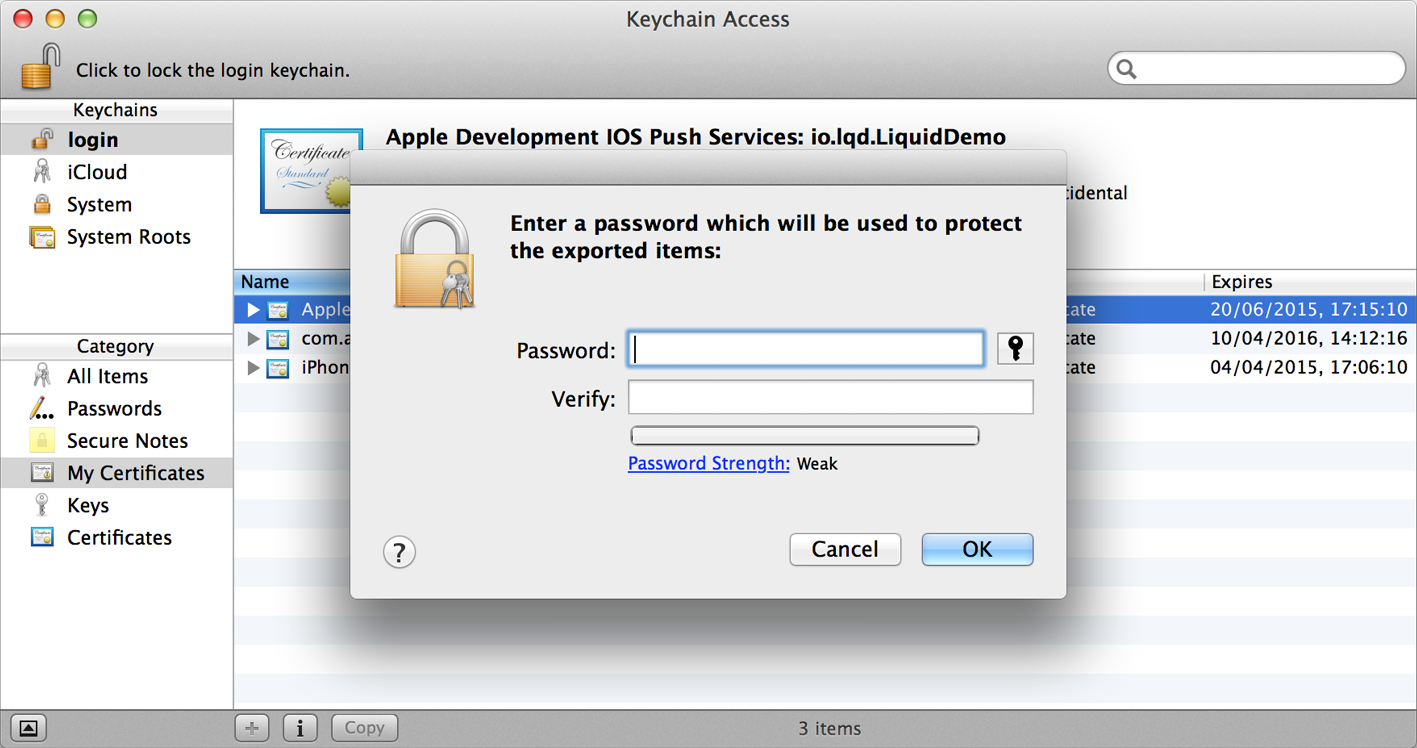 Keychain Access
Click to lock the login keychain.
Keychains
login
iCloud
System
System Roots
Category
All Items
Passwords
Secure Notes
My Certificates
Keys
Certificates
Certificate
Standard
Apple Development IOS Push Services: io.lqd.LiquidDemo
cidental
Name
Expires
Apple
cate
20/06/2015, 17:15:10
com.a
cate
10/04/2016, 14:12:16
iPhon
cate
04/04/2015, 17:06:10
Enter a password which will be used to protect
the exported items:
Password:
Verify:
Password Strength: Weak
?
Cancel
OK
+
i
Copy
3 items